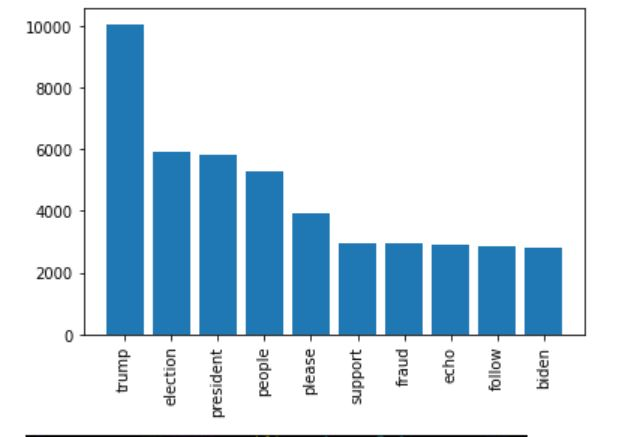 10000
8000
6000
4000
2000
0
trump
election
president
people
please
support
fraud
echo
follow
biden